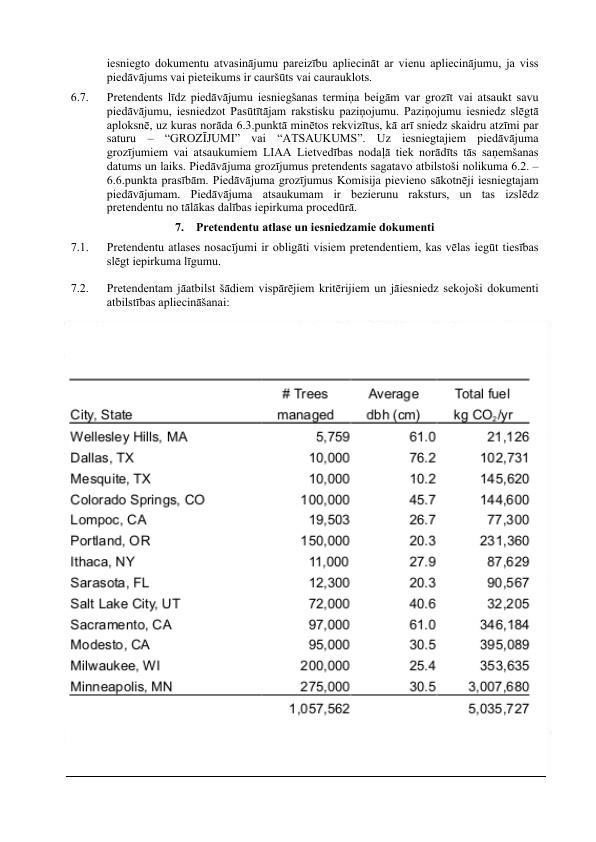 iesniegto dokumentu atvasinājumu pareizību apliecināt ar vienu apliecinājumu, ja viss
piedāvājums vai pieteikums ir cauršūts vai caurauklots.
6.7. Pretendents līdz piedāvājumu iesniegšanas termiņa beigām var grozīt vai atsaukt savu
piedāvājumu, iesniedzot Pasūtītājam rakstisku paziņojumu. Paziņojumu iesniedz slēgtā
aploksnē, uz kuras norāda 6.3.punktā minētos rekvizītus, kā arī sniedz skaidru atzīmi par
saturu – “GROZĪJUMI” vai “ATSAUKUMS”. Uz iesniegtajiem piedāvājuma
grozījumiem vai atsaukumiem LIAA Lietvedības nodaļā tiek norādīts tās saņemšanas
datums un laiks. Piedāvājuma grozījumus pretendents sagatavo atbilstoši nolikuma 6.2. –
6.6.punkta prasībām. Piedāvājuma grozījumus Komisija pievieno sākotnēji iesniegtajam
piedāvājumam. Piedāvājuma atsaukumam ir bezierunu raksturs, un tas izslēdz
pretendentu no tālākas dalības iepirkuma procedūrā.
7. Pretendentu atlase un iesniedzamie dokumenti
7.1. Pretendentu atlases nosacījumi ir obligāti visiem pretendentiem, kas vēlas iegūt tiesības
slēgt iepirkuma līgumu.
7.2. Pretendentam jāatbilst šādiem vispārējiem kritērijiem un jāiesniedz sekojoši dokumenti
atbilstības apliecināšanai:
# Trees Average Total fuel
City, State managed dbh (cm) kg CO₂/yr
Wellesley Hills, MA 5,759 61.0 21,126
Dallas, TX 10,000 76.2 102,731
Mesquite, TX 10,000 10.2 145,620
Colorado Springs, CO 100,000 45.7 144,600
Lompoc, CA 19,503 26.7 77,300
Portland, OR 150,000 20.3 231,360
Ithaca, NY 11,000 27.9 87,629
Sarasota, FL 12,300 20.3 90,567
Salt Lake City, UT 72,000 40.6 32,205
Sacramento, CA 97,000 61.0 346,184
Modesto, CA 95,000 30.5 395,089
Milwaukee, WI 200,000 25.4 353,635
Minneapolis, MN 275,000 30.5 3,007,680
1,057,562 5,035,727